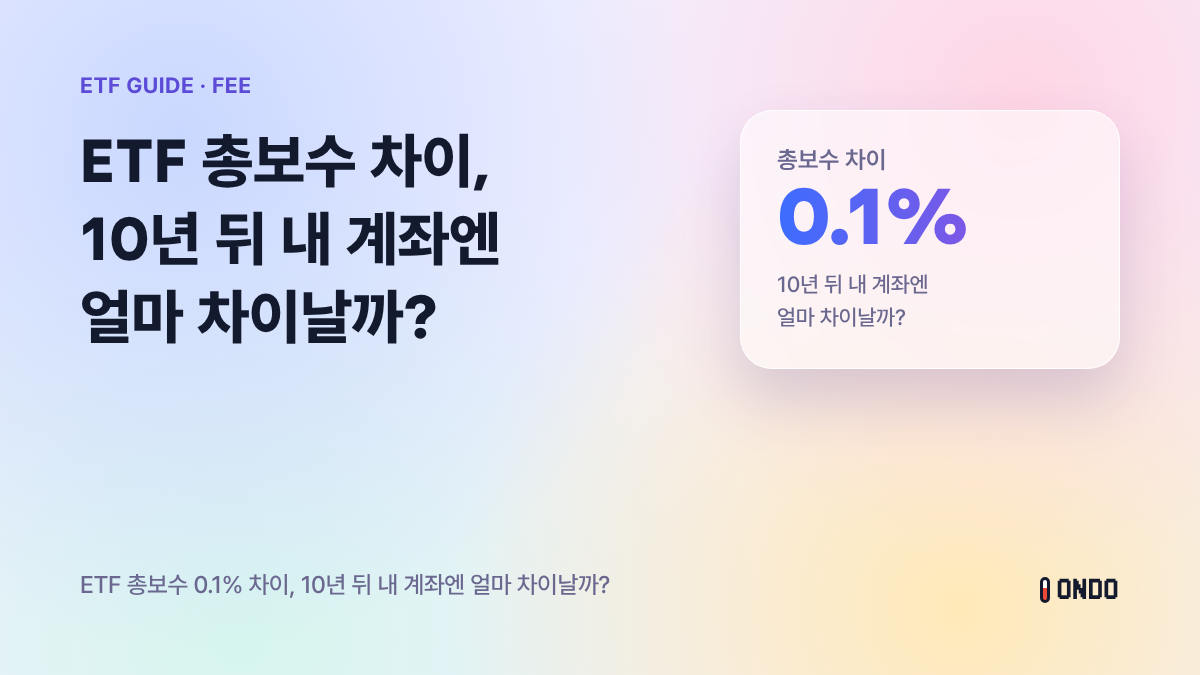 ETF GUIDE · FEE
ETF 총보수 차이,
10년 뒤 내 계좌엔
얼마 차이날까?
총보수 차이
0.1%
10년 뒤 내 계좌엔
얼마 차이날까?
ETF 총보수 0.1% 차이, 10년 뒤 내 계좌엔 얼마 차이날까?
ONDO